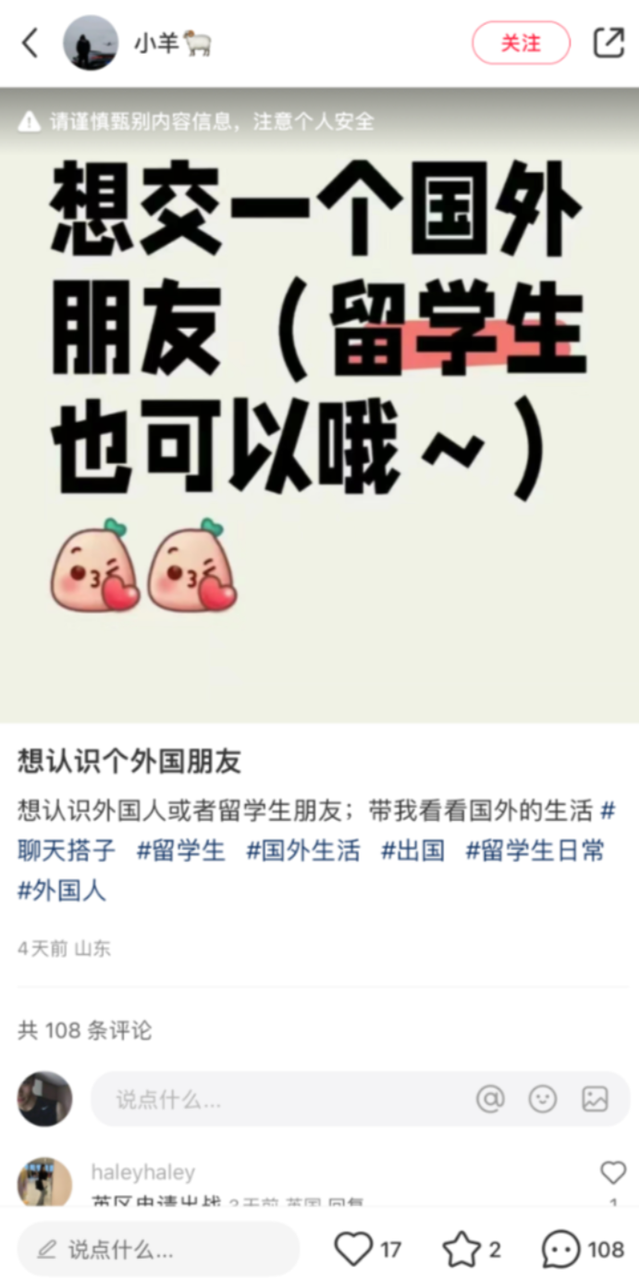 小羊🐏
关注
请谨慎甄别内容信息，注意个人安全
想交一个国外
朋友（留学生
也可以哦～）
想认识个外国朋友
想认识外国人或者留学生朋友；带我看看国外的生活 #
聊天搭子 #留学生 #国外生活 #出国 #留学生日常
#外国人
4天前 山东
共 108 条评论
说点什么...
haleyhaley
英区申请出战 3天前 英国 回复
1
说点什么...
17
2
108